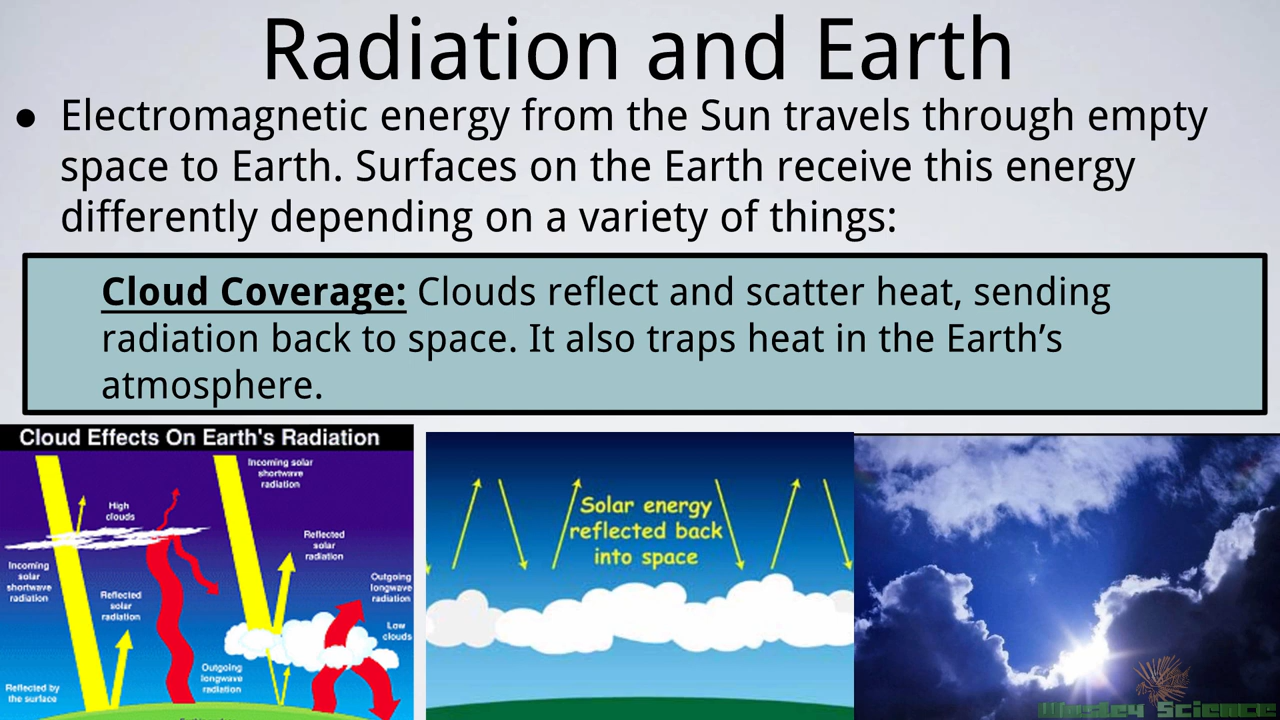 Radiation and Earth
● Electromagnetic energy from the Sun travels through empty
space to Earth. Surfaces on the Earth receive this energy
differently depending on a variety of things:
Cloud Coverage: Clouds reflect and scatter heat, sending
radiation back to space. It also traps heat in the Earth’s
atmosphere.
Cloud Effects On Earth's Radiation
Incoming solar
shortwave
radiation
High
clouds
Reflected
solar
radiation
Incoming
solar
shortwave
radiation
Reflected
solar
radiation
Outgoing
longwave
radiation
Low
clouds
Outgoing
longwave
radiation
Reflected by
the surface
Solar energy
reflected back
into space
Science